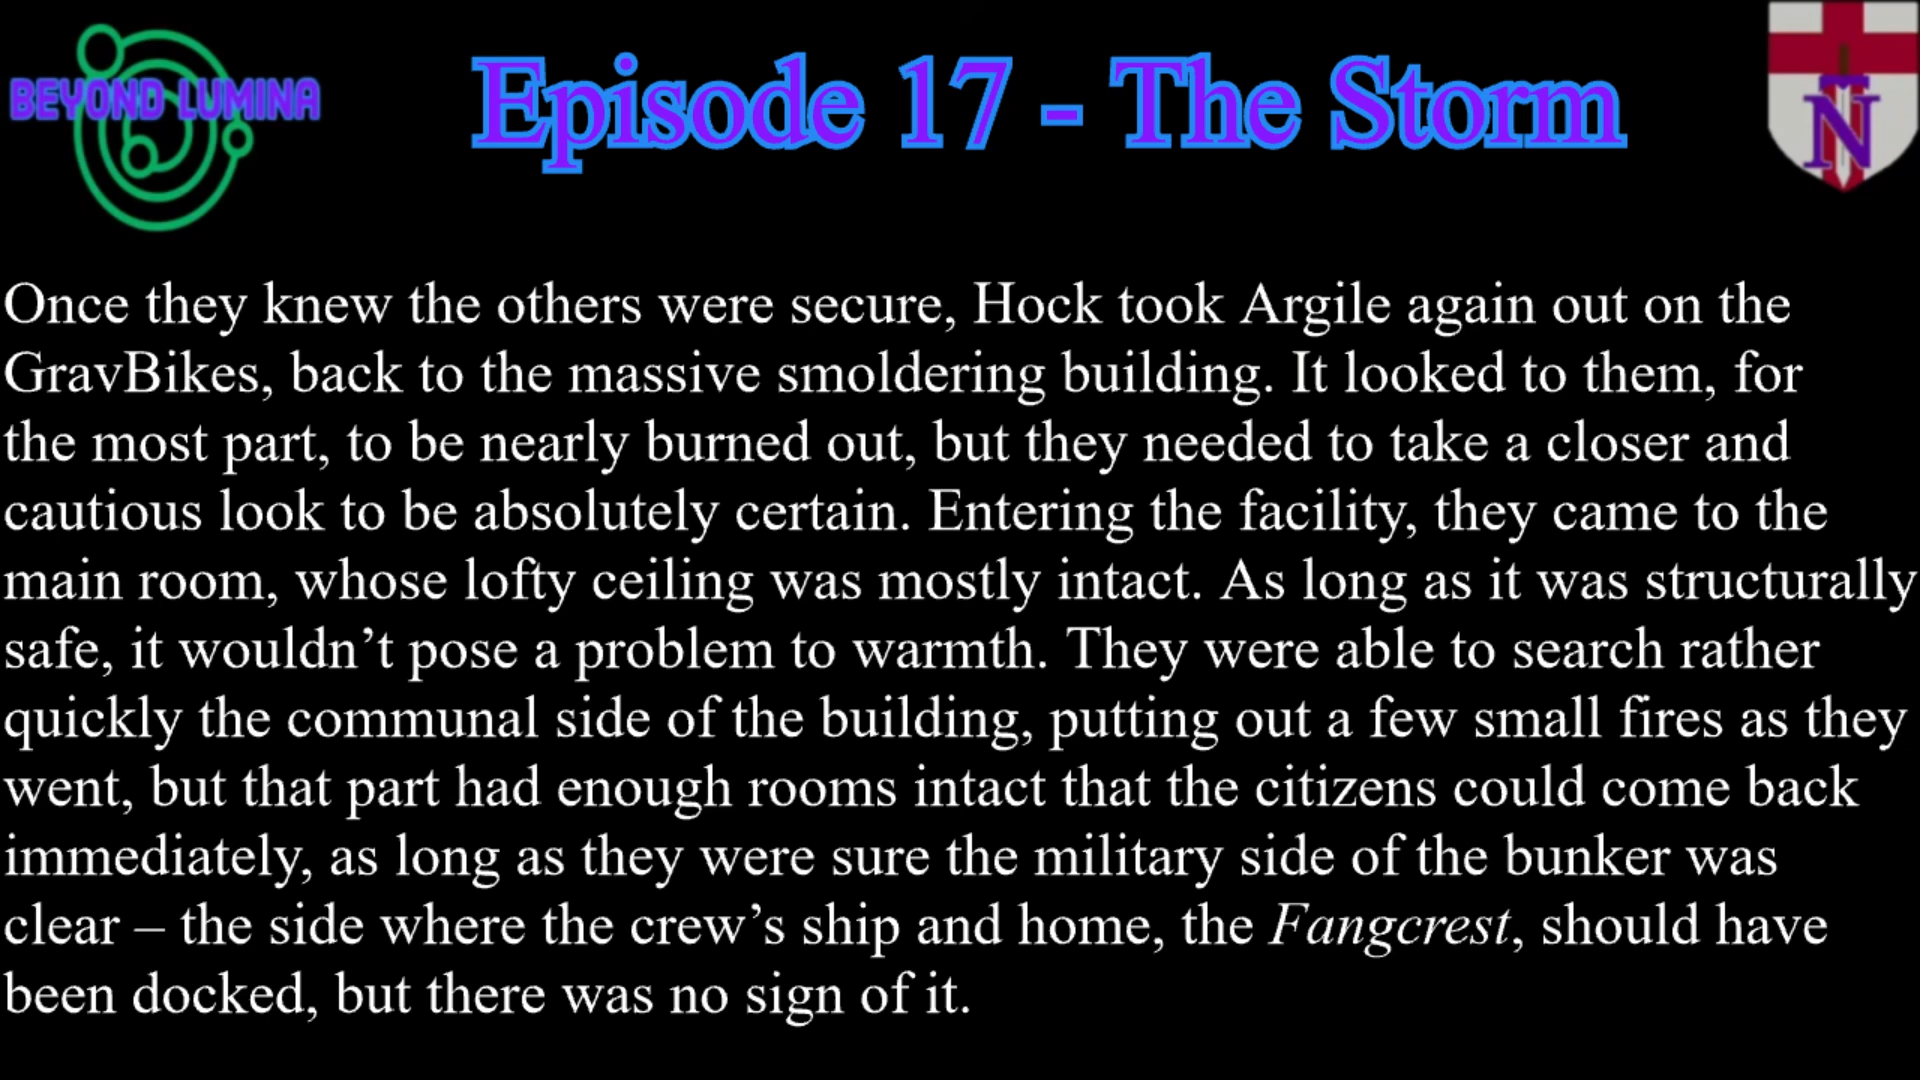 BEYOND LUMINA
Episode 17 - The Storm
N
Once they knew the others were secure, Hock took Argile again out on the
GravBikes, back to the massive smoldering building. It looked to them, for
the most part, to be nearly burned out, but they needed to take a closer and
cautious look to be absolutely certain. Entering the facility, they came to the
main room, whose lofty ceiling was mostly intact. As long as it was structurally
safe, it wouldn’t pose a problem to warmth. They were able to search rather
quickly the communal side of the building, putting out a few small fires as they
went, but that part had enough rooms intact that the citizens could come back
immediately, as long as they were sure the military side of the bunker was
clear – the side where the crew’s ship and home, the Fangcrest, should have
been docked, but there was no sign of it.